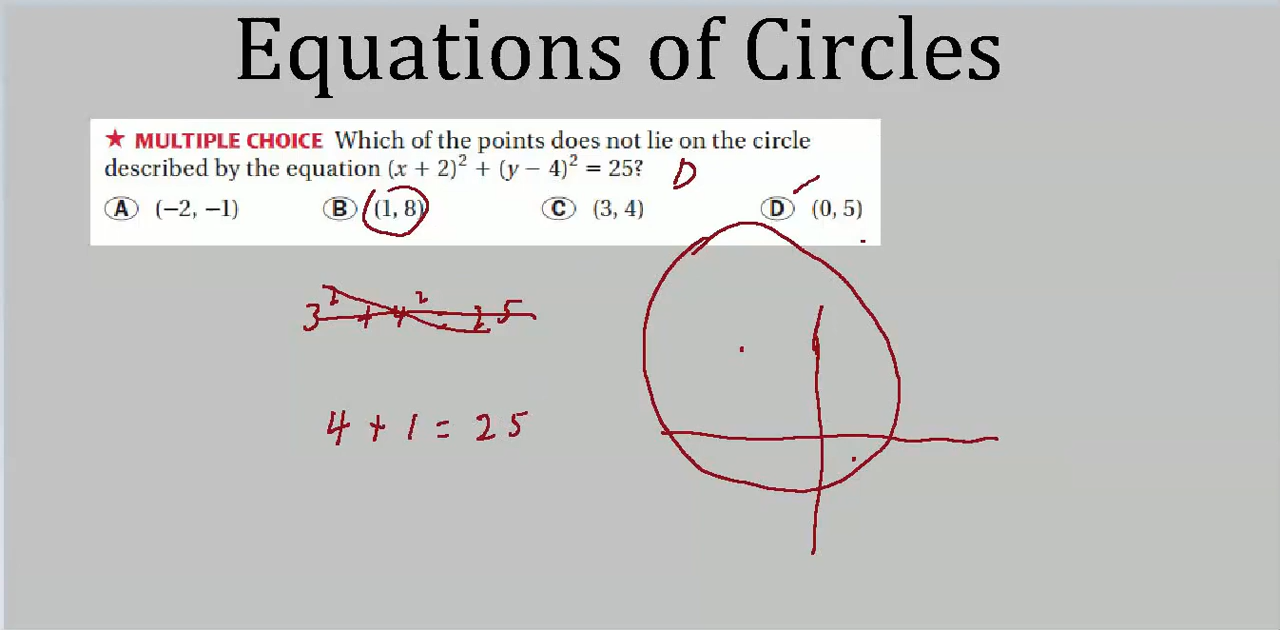 Equations of Circles
★ MULTIPLE CHOICE Which of the points does not lie on the circle
described by the equation (x + 2)² + (y − 4)² = 25? D
Ⓐ (−2, −1) Ⓑ (1, 8) Ⓒ (3, 4) Ⓓ (0, 5)
3² + 4² = 25
4 + 1 = 25